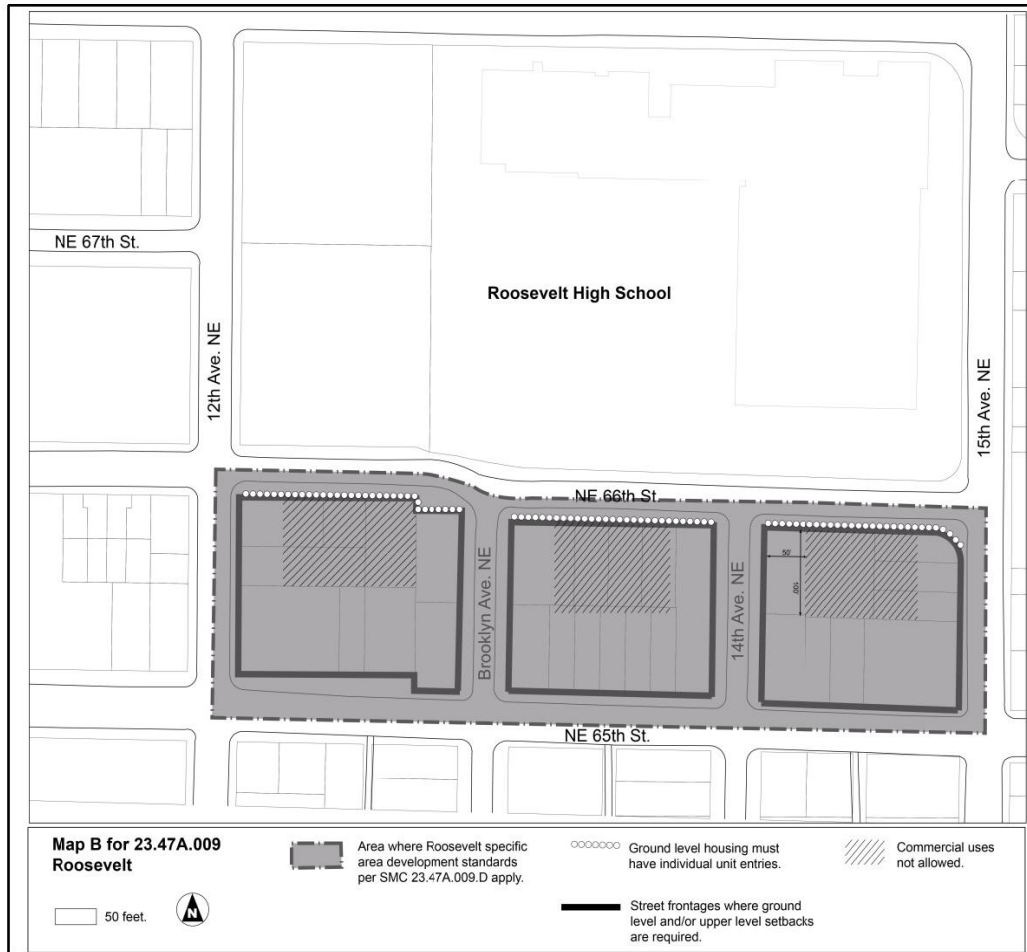 NE 67th St.
Roosevelt High School
12th Ave. NE
15th Ave. NE
NE 66th St.
Brooklyn Ave. NE
14th Ave. NE
50'
100'
NE 65th St.
Map B for 23.47A.009
Roosevelt
50 feet.
N
Area where Roosevelt specific
area development standards
per SMC 23.47A.009.D apply.
Ground level housing must
have individual unit entries.
Street frontages where ground
level and/or upper level setbacks
are required.
Commercial uses
not allowed.